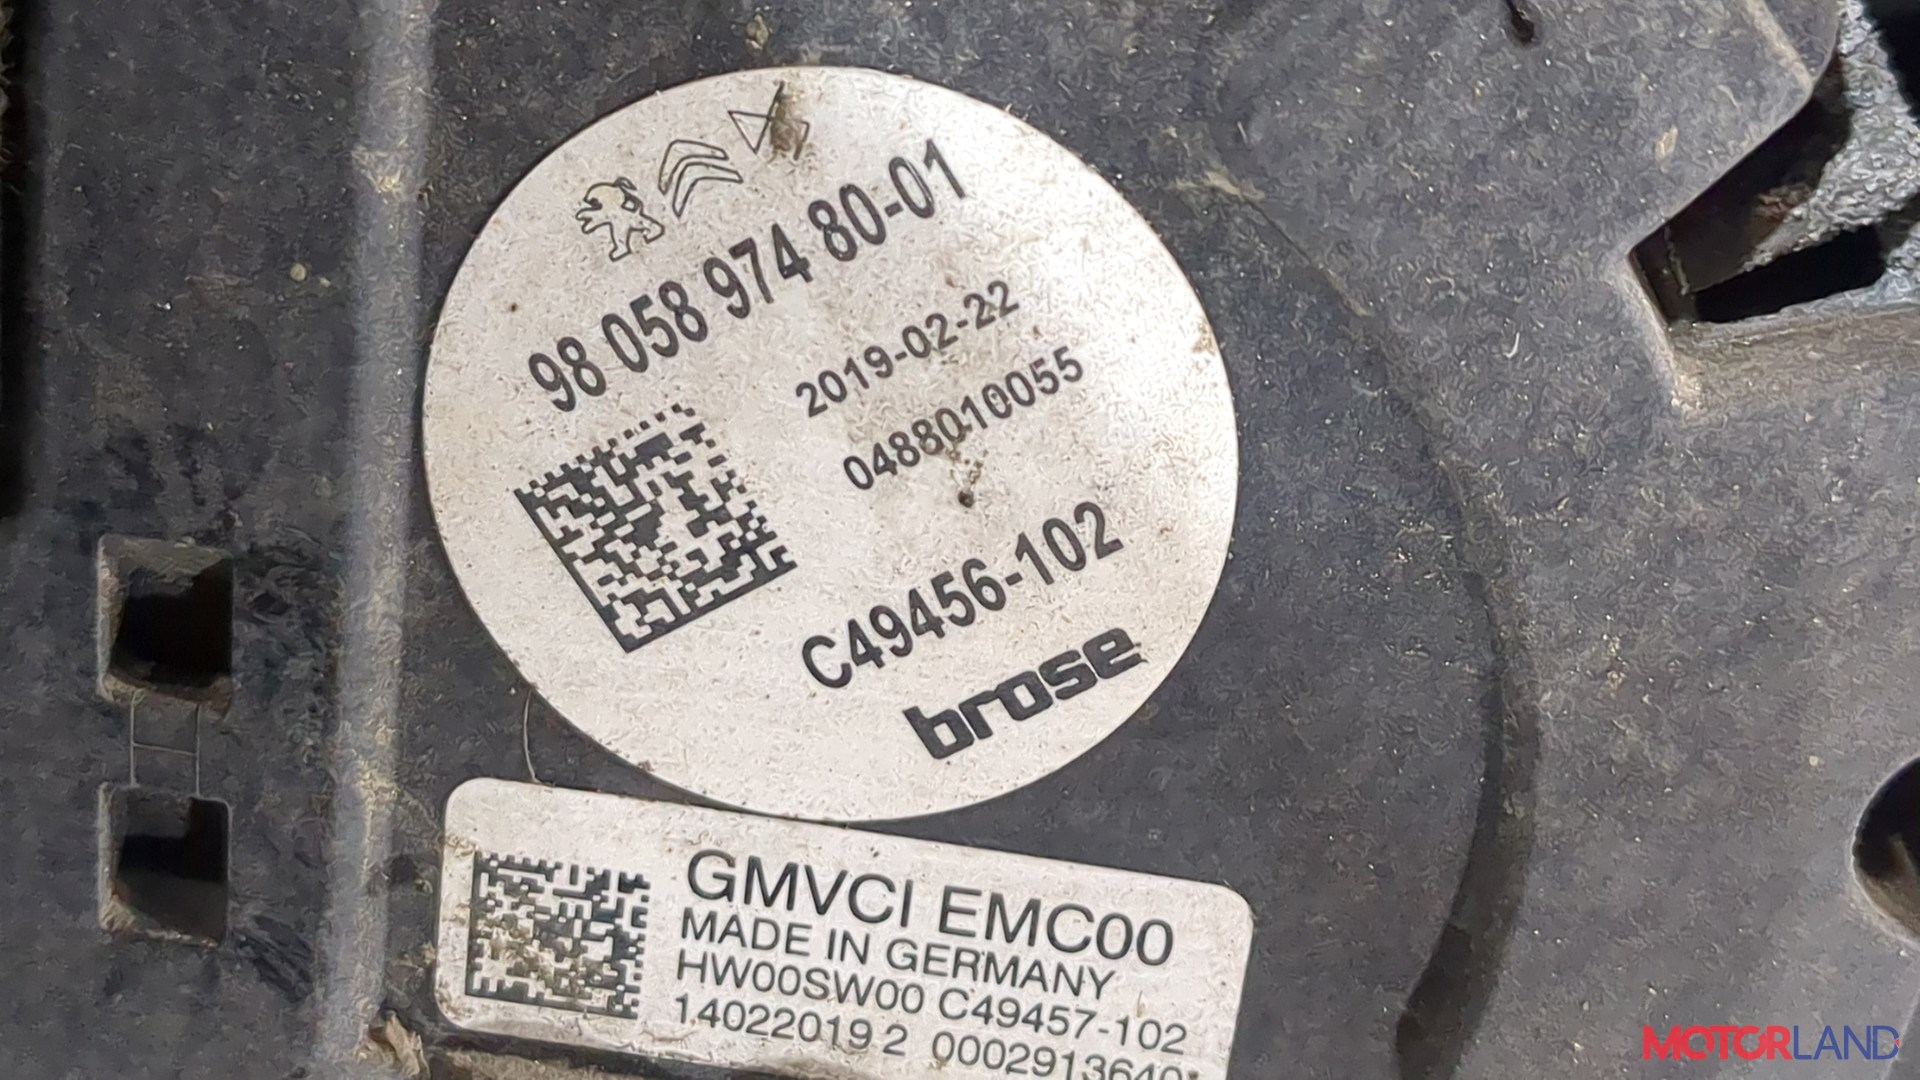 98 058 974 80-01
2019-02-22
0488010055
C49456-102
brose
GMVCI EMC00
MADE IN GERMANY
HW00SW00 C49457-102
14022019 2 0002913640
MOTORLAND